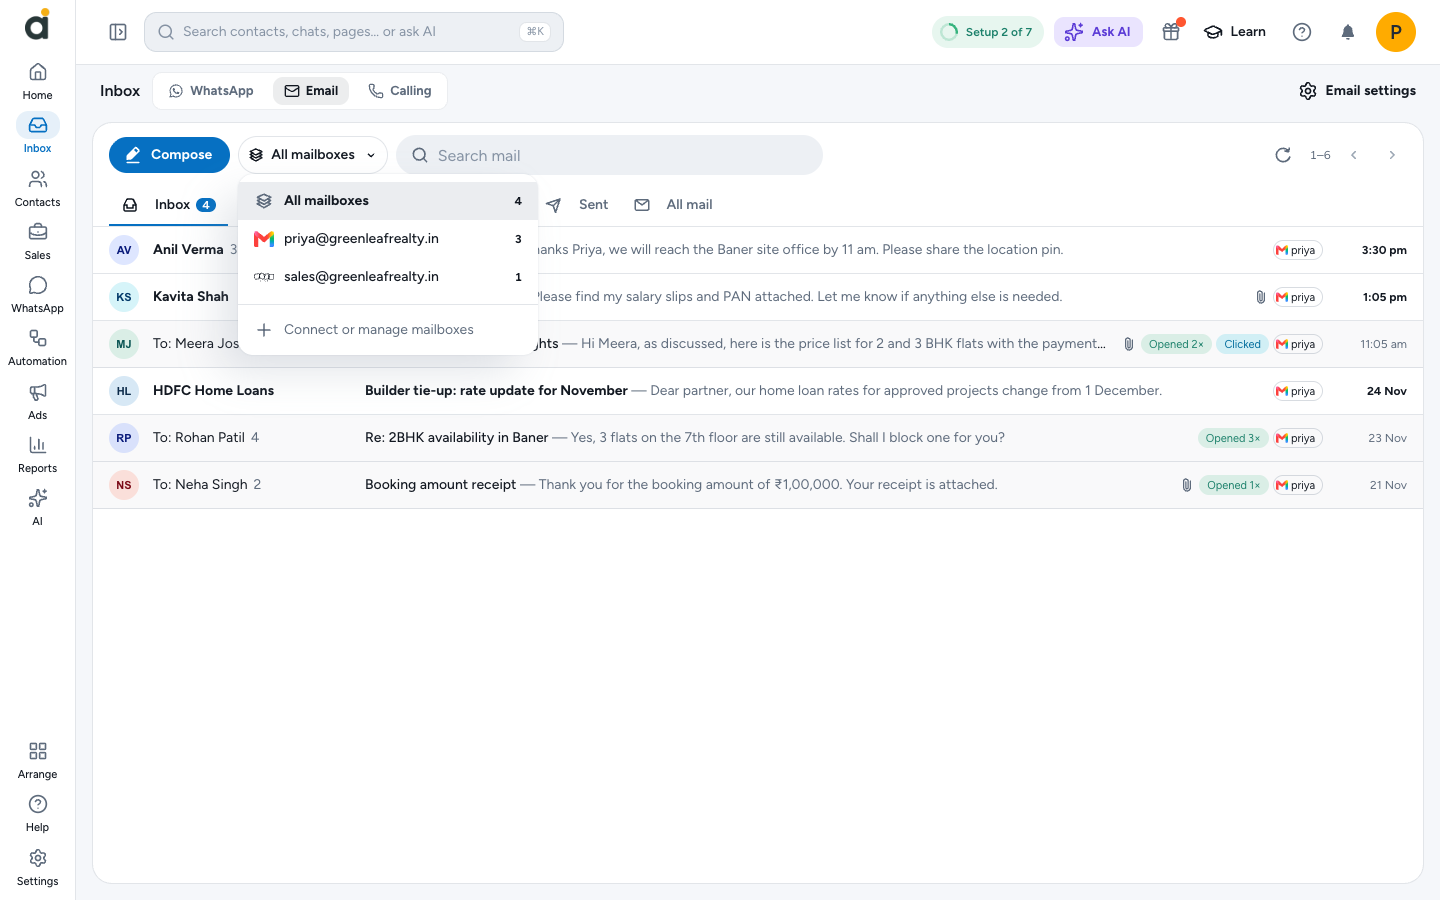 Search contacts, chats, pages... or ask AI
⌘K
Setup 2 of 7
Ask AI
Learn
P
Home
Inbox
Contacts
Sales
WhatsApp
Automation
Ads
Reports
AI
Arrange
Help
Settings
Inbox
WhatsApp
Email
Calling
Email settings
Compose
All mailboxes
Search mail
1–6
Inbox 4
Sent
All mail
All mailboxes 4
priya@greenleafrealty.in 3
sales@greenleafrealty.in 1
Connect or manage mailboxes
AV Anil Verma 3 hanks Priya, we will reach the Baner site office by 11 am. Please share the location pin. priya 3:30 pm
KS Kavita Shah Please find my salary slips and PAN attached. Let me know if anything else is needed. priya 1:05 pm
MJ To: Meera Jos ghts — Hi Meera, as discussed, here is the price list for 2 and 3 BHK flats with the payment... Opened 2× Clicked priya 11:05 am
HL HDFC Home Loans Builder tie-up: rate update for November — Dear partner, our home loan rates for approved projects change from 1 December. priya 24 Nov
RP To: Rohan Patil 4 Re: 2BHK availability in Baner — Yes, 3 flats on the 7th floor are still available. Shall I block one for you? Opened 3× priya 23 Nov
NS To: Neha Singh 2 Booking amount receipt — Thank you for the booking amount of ₹1,00,000. Your receipt is attached. Opened 1× priya 21 Nov